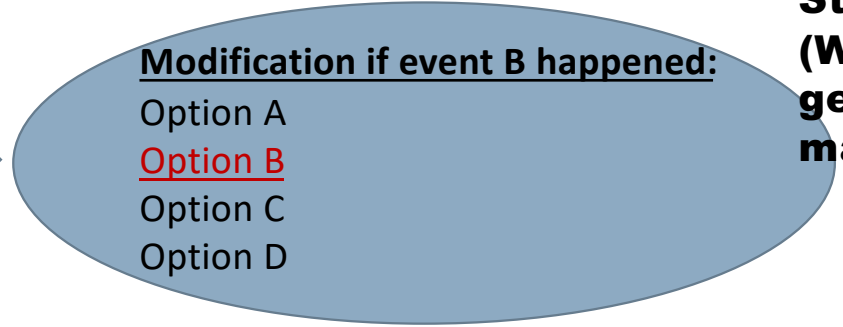 Modification if event B happened:
Option A
Option B
Option C
Option D